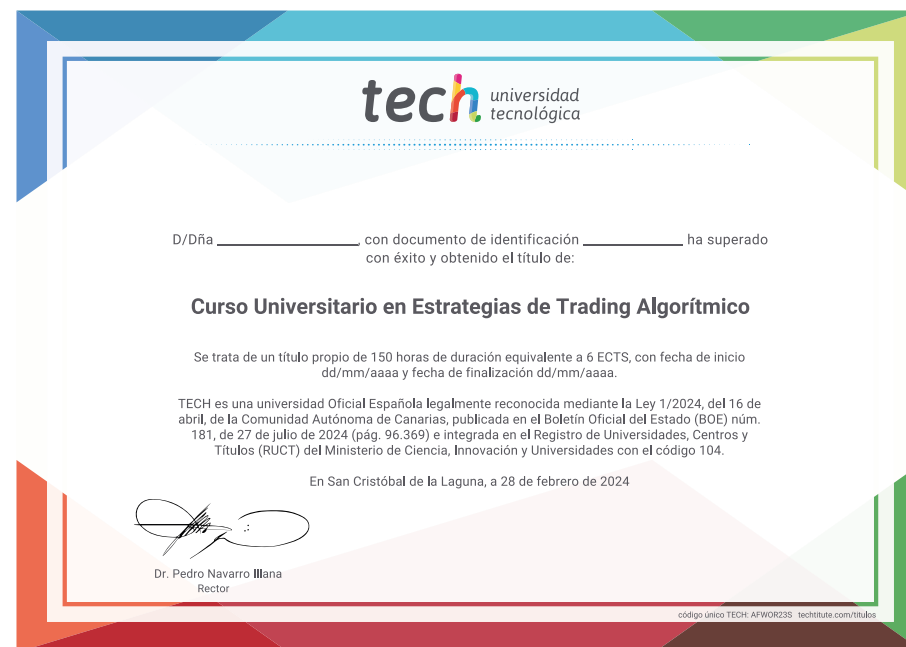 tech universidad
tecnológica
D/Dña ____________________, con documento de identificación ______________ ha superado
con éxito y obtenido el título de:
Curso Universitario en Estrategias de Trading Algorítmico
Se trata de un título propio de 150 horas de duración equivalente a 6 ECTS, con fecha de inicio
dd/mm/aaaa y fecha de finalización dd/mm/aaaa.
TECH es una universidad Oficial Española legalmente reconocida mediante la Ley 1/2024, del 16 de
abril, de la Comunidad Autónoma de Canarias, publicada en el Boletín Oficial del Estado (BOE) núm.
181, de 27 de julio de 2024 (pág. 96.369) e integrada en el Registro de Universidades, Centros y
Títulos (RUCT) del Ministerio de Ciencia, Innovación y Universidades con el código 104.
En San Cristóbal de la Laguna, a 28 de febrero de 2024
Dr. Pedro Navarro Illana
Rector
código único TECH: AFWOR23S techtitute.com/titulos